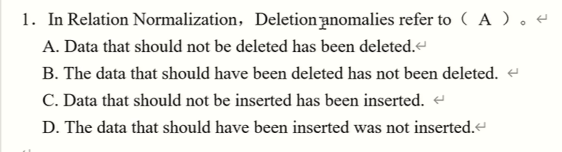 1. In Relation Normalization，Deletion anomalies refer to（ A ）。
A. Data that should not be deleted has been deleted.
B. The data that should have been deleted has not been deleted.
C. Data that should not be inserted has been inserted.
D. The data that should have been inserted was not inserted.